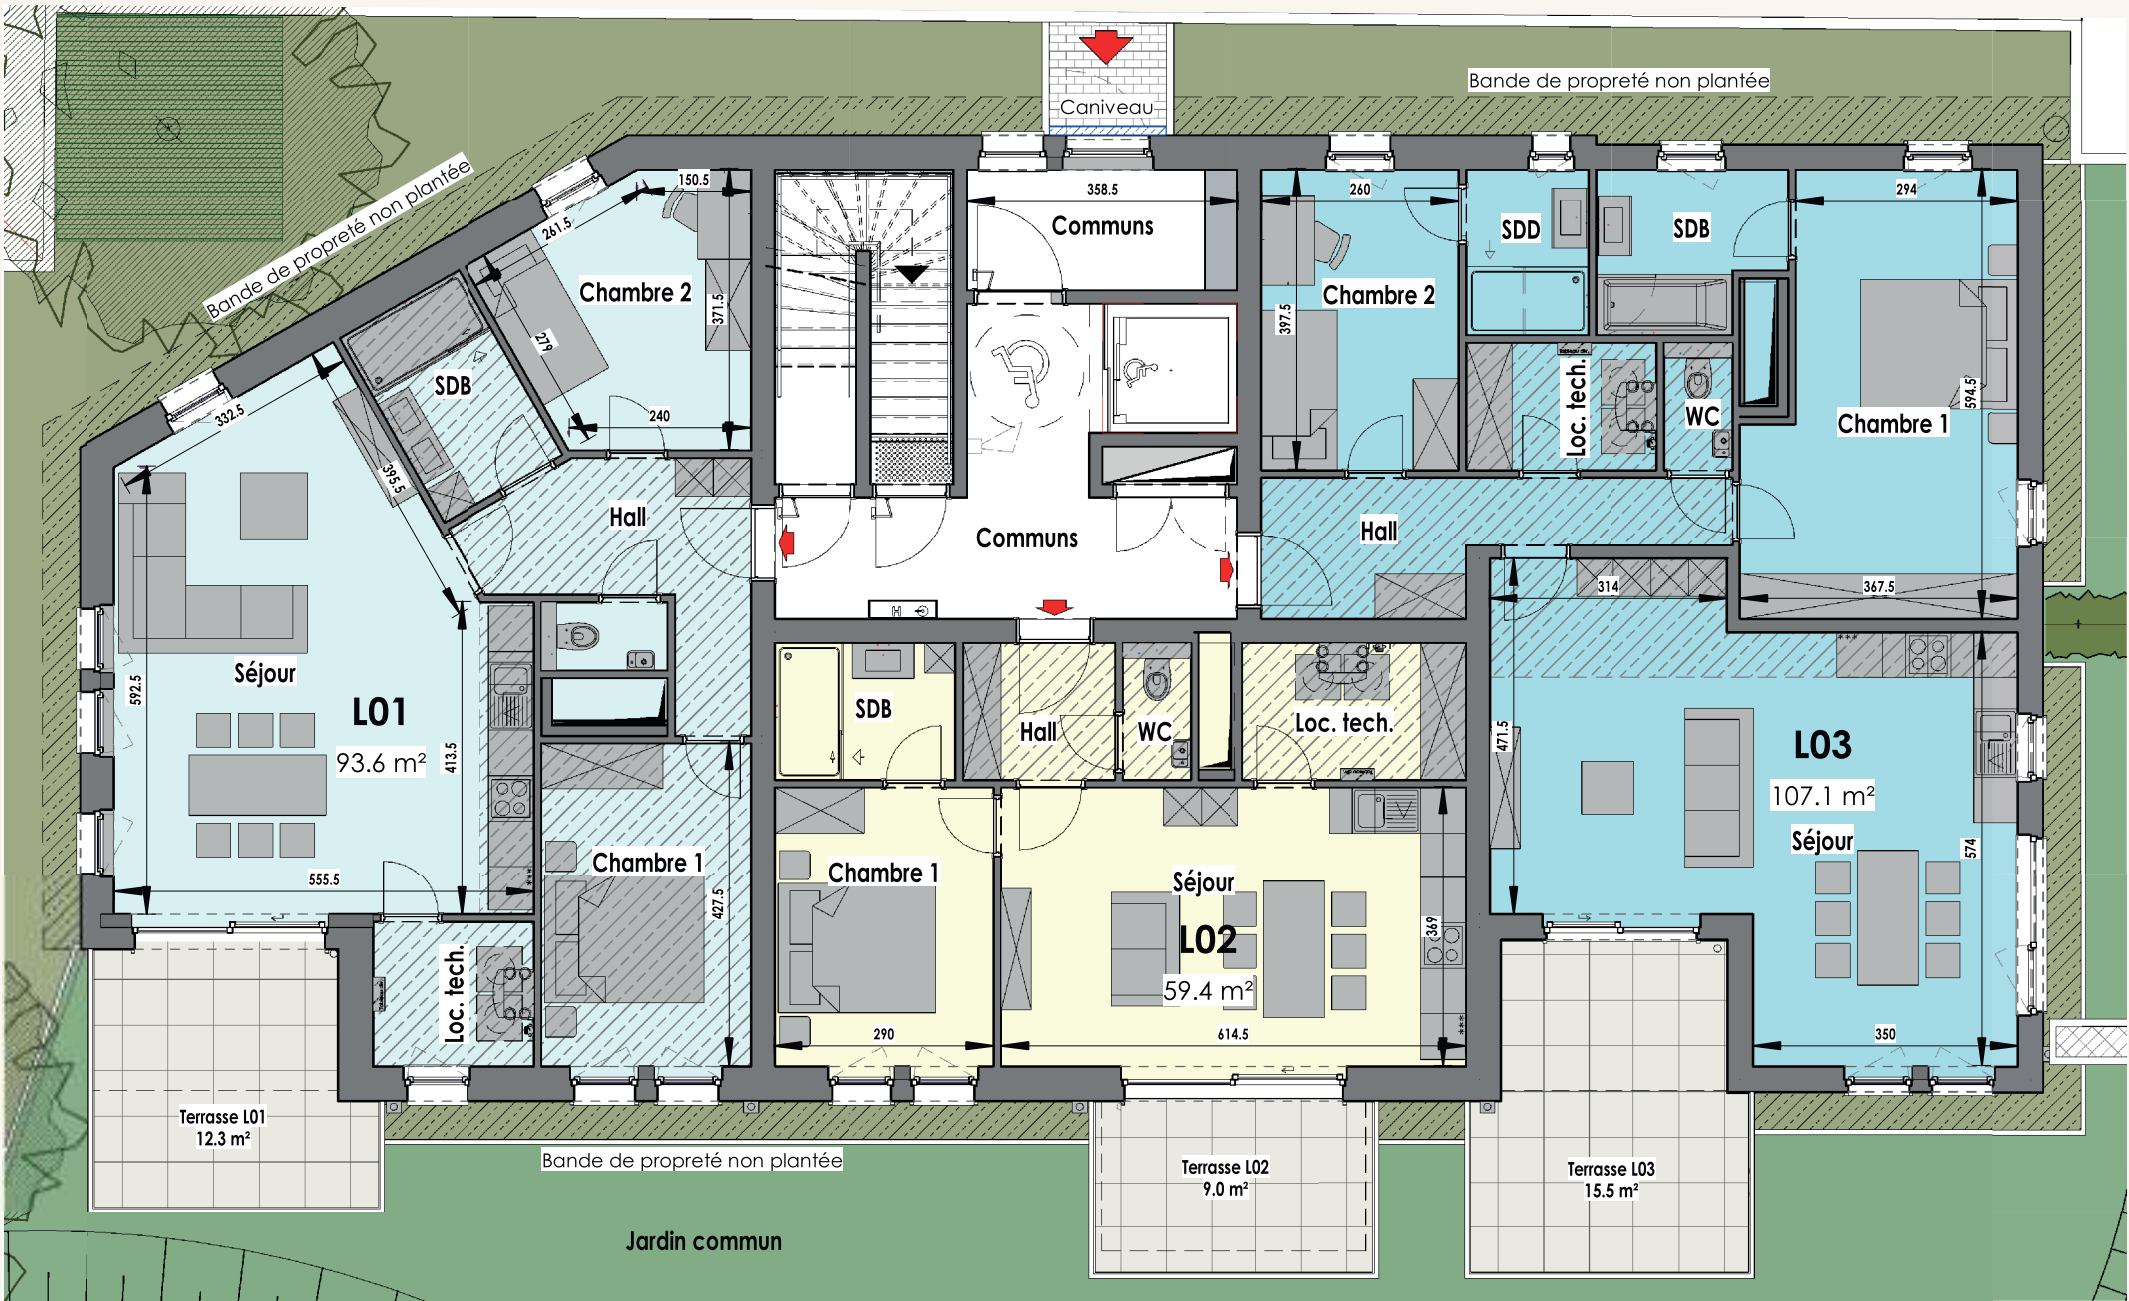 Bande de propreté non plantée
Caniveau
Bande de propreté non plantée
150.5
261.5
Chambre 2
371.5
279
240
SDB
332.5
395.5
Hall
Séjour
592.5
L01
93.6 m²
413.5
555.5
Chambre 1
427.5
Loc. tech.
Terrasse L01
12.3 m²
358.5
Communs
Communs
H
SDB
Hall
WC
Loc. tech.
Chambre 1
290
Séjour
L02
59.4 m²
369
614.5
***
Terrasse L02
9.0 m²
260
Chambre 2
397.5
SDD
SDB
294
Loc. tech.
WC
Chambre 1
594.5
Hall
314
367.5
***
471.5
L03
107.1 m²
Séjour
574
350
Terrasse L03
15.5 m²
Bande de propreté non plantée
Jardin commun